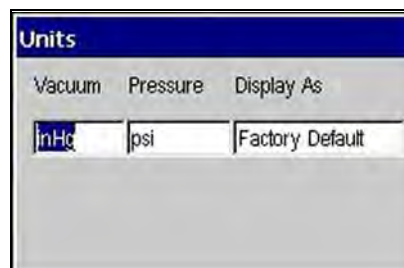 Units
Vacuum Pressure Display As
inHg psi Factory Default